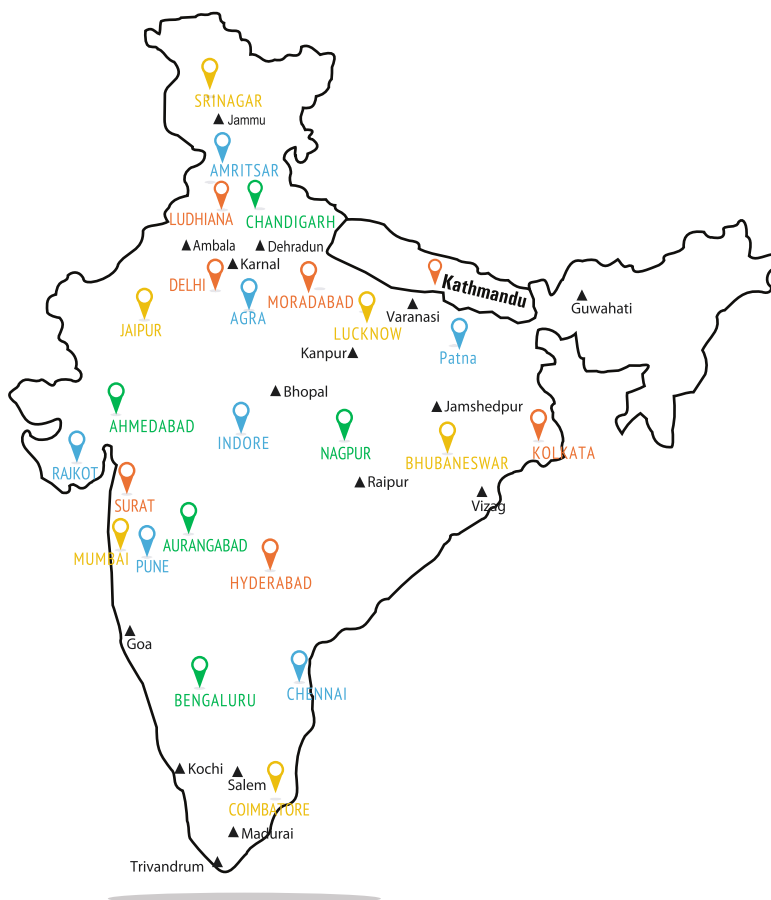 SRINAGAR
Jammu
AMRITSAR
LUDHIANA
CHANDIGARH
Ambala
Dehradun
Karnal
DELHI
MORADABAD
Kathmandu
AGRA
JAIPUR
LUCKNOW
Varanasi
Guwahati
Patna
Kanpur
Bhopal
Jamshedpur
AHMEDABAD
INDORE
NAGPUR
BHUBANESWAR
KOLKATA
RAJKOT
Raipur
SURAT
Vizag
AURANGABAD
MUMBAI
PUNE
HYDERABAD
Goa
BENGALURU
CHENNAI
Kochi
Salem
COIMBATORE
Madurai
Trivandrum